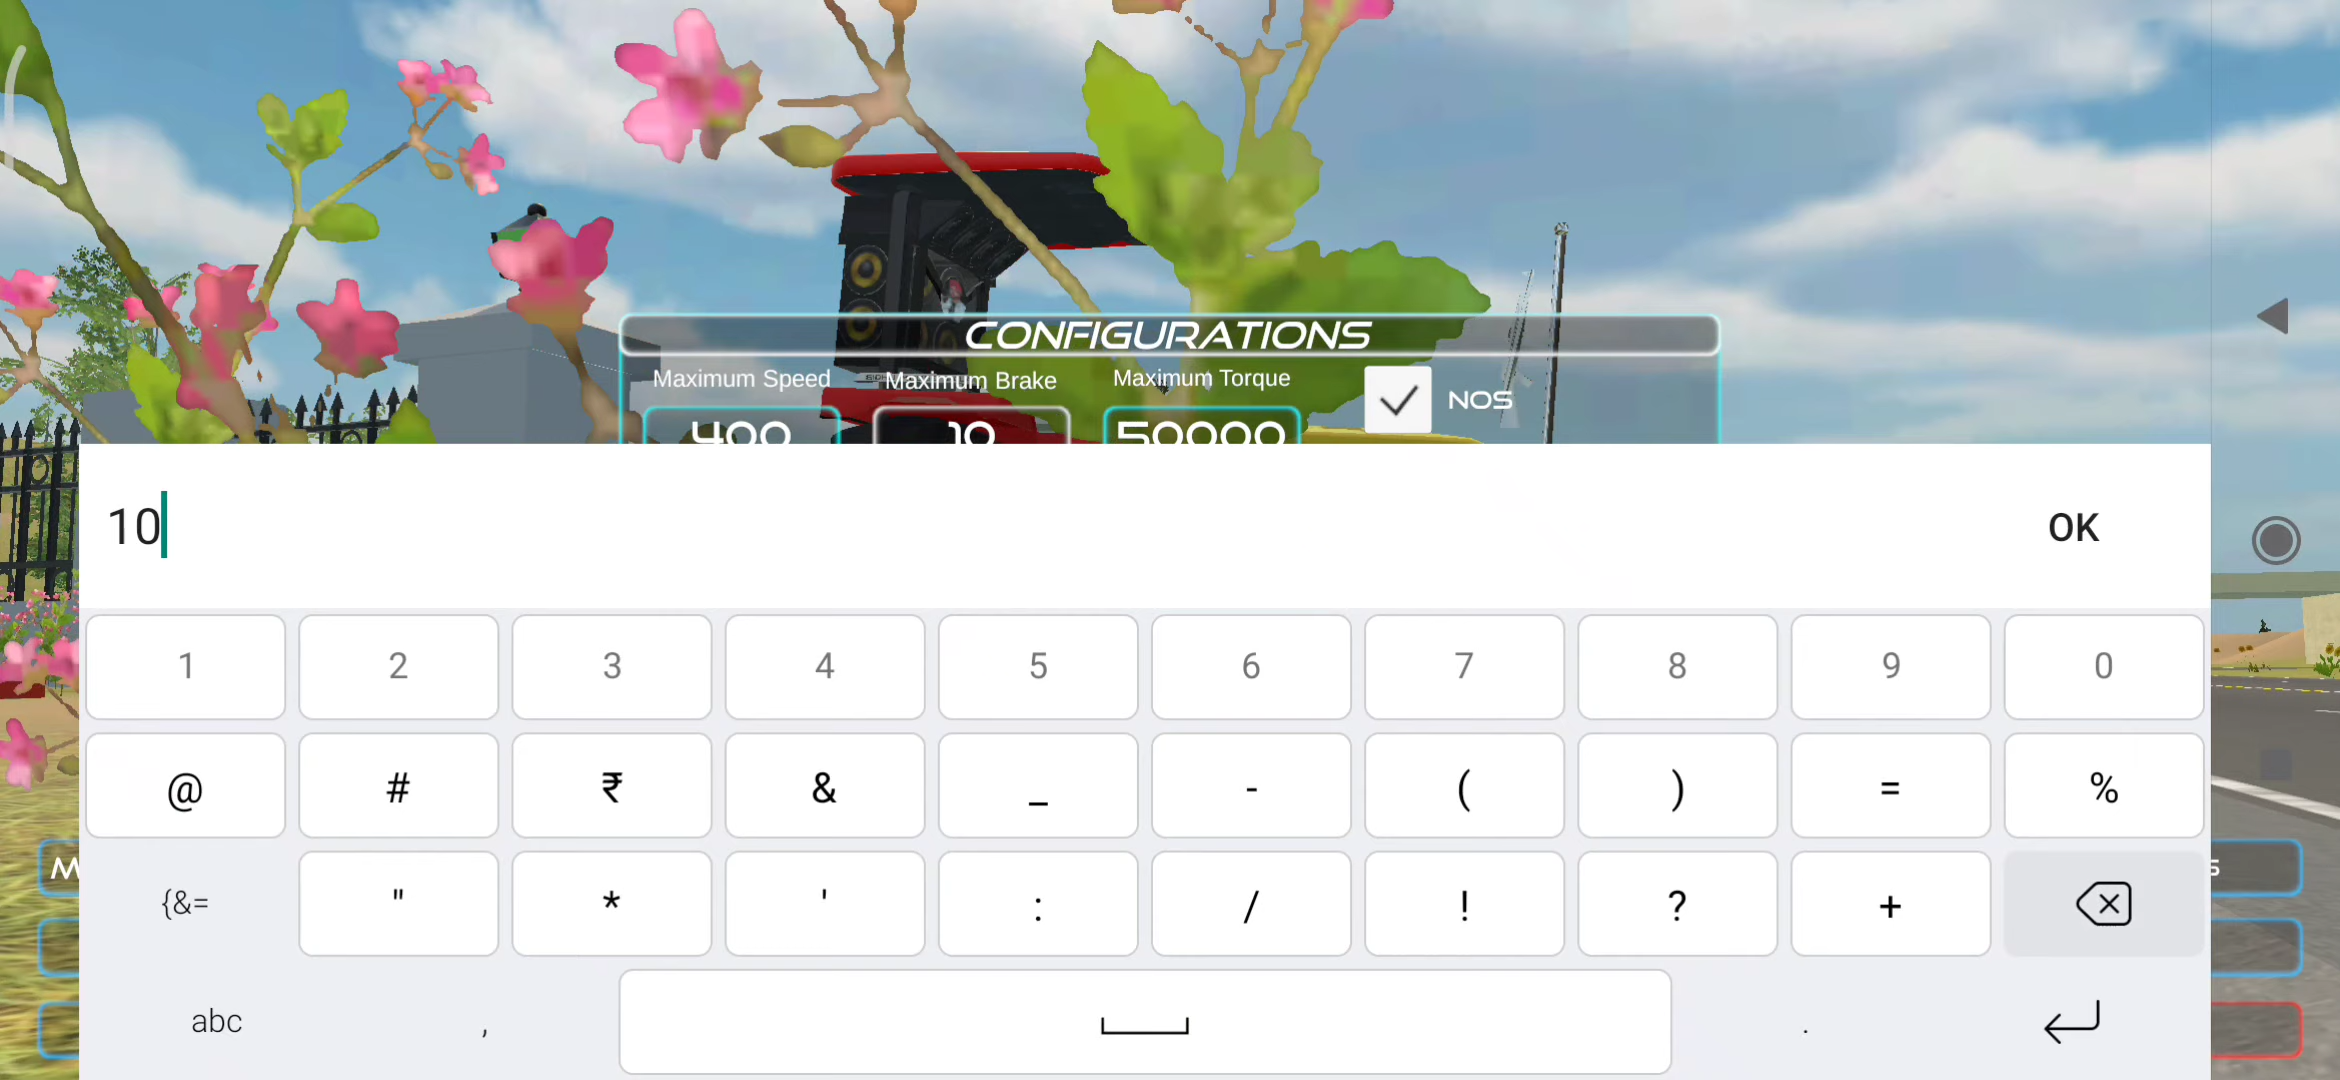 CONFIGURATIONS
Maximum Speed Maximum Brake Maximum Torque NOS
400 10 50000
10 OK
1 2 3 4 5 6 7 8 9 0
@ # ₹ & _ - ( ) = %
{&= " * ' : / ! ? +
abc , .